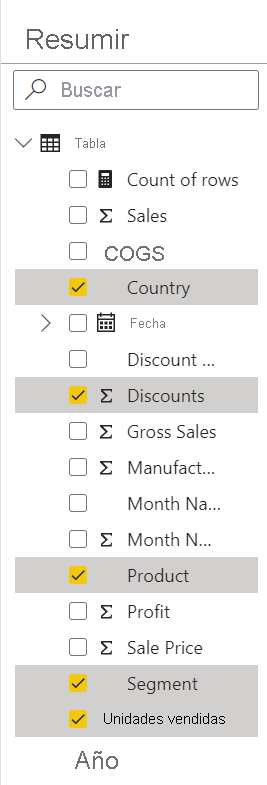 Resumir
Buscar
Tabla
Count of rows
Sales
COGS
Country
Fecha
Discount ...
Discounts
Gross Sales
Manufact...
Month Na...
Month N...
Product
Profit
Sale Price
Segment
Unidades vendidas
Año